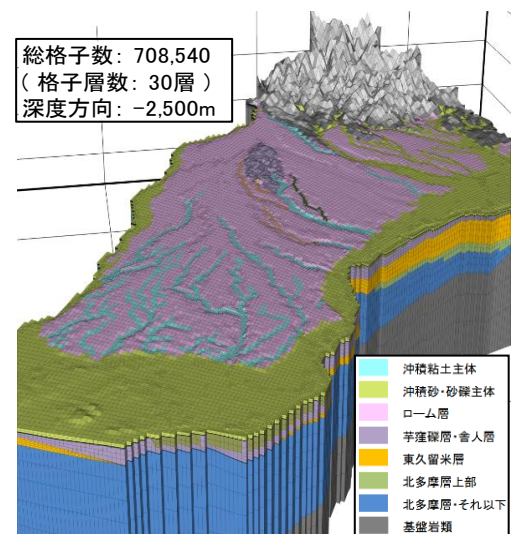 総格子数: 708,540
( 格子層数: 30層 )
深度方向: -2,500m
沖積粘土主体
沖積砂・砂礫主体
ローム層
芋窪礫層・舎人層
東久留米層
北多摩層上部
北多摩層・それ以下
基盤岩類